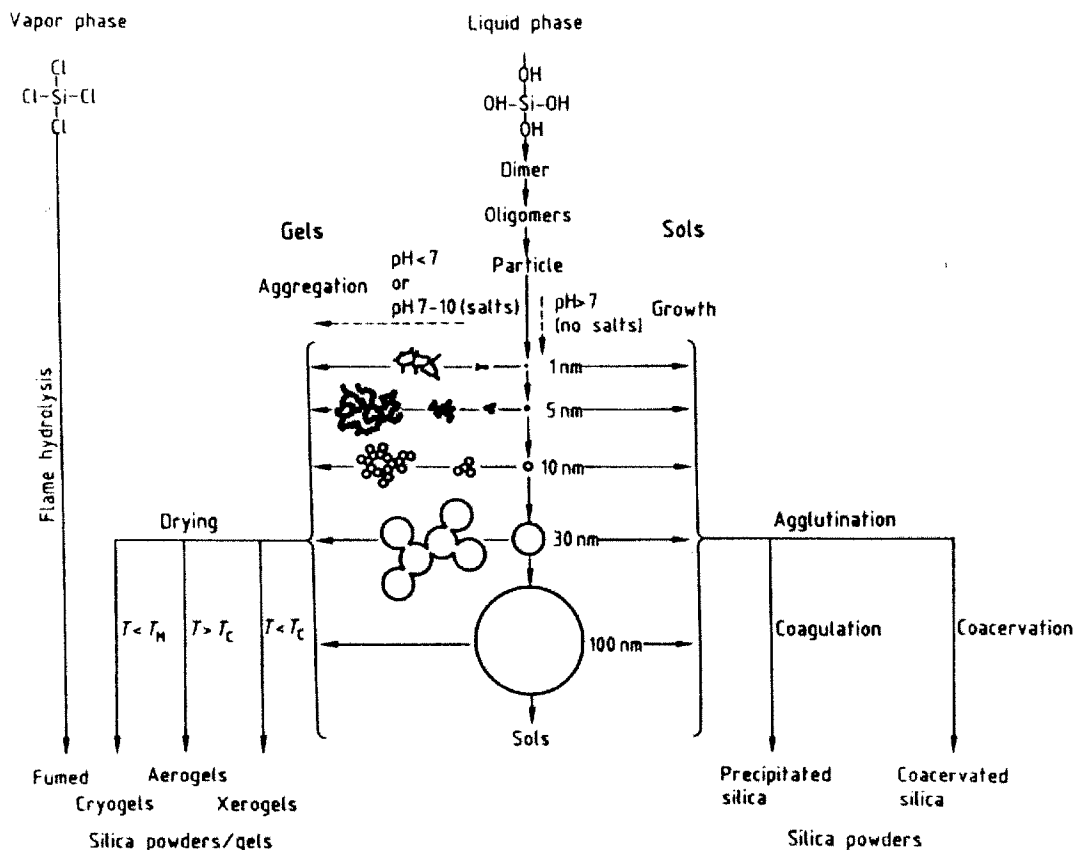 Vapor phase
Liquid phase
Cl
Cl-Si-Cl
Cl
OH
OH-Si-OH
OH
Dimer
Oligomers
Gels
Sols
Particle
pH < 7
or
pH 7-10 (salts)
Aggregation
pH > 7
(no salts)
Growth
1 nm
5 nm
10 nm
30 nm
100 nm
Flame hydrolysis
Drying
T < TM
T > TC
T < TC
Agglutination
Coagulation
Coacervation
Sols
Fumed
Cryogels
Aerogels
Xerogels
Silica powders/gels
Precipitated
silica
Coacervated
silica
Silica powders